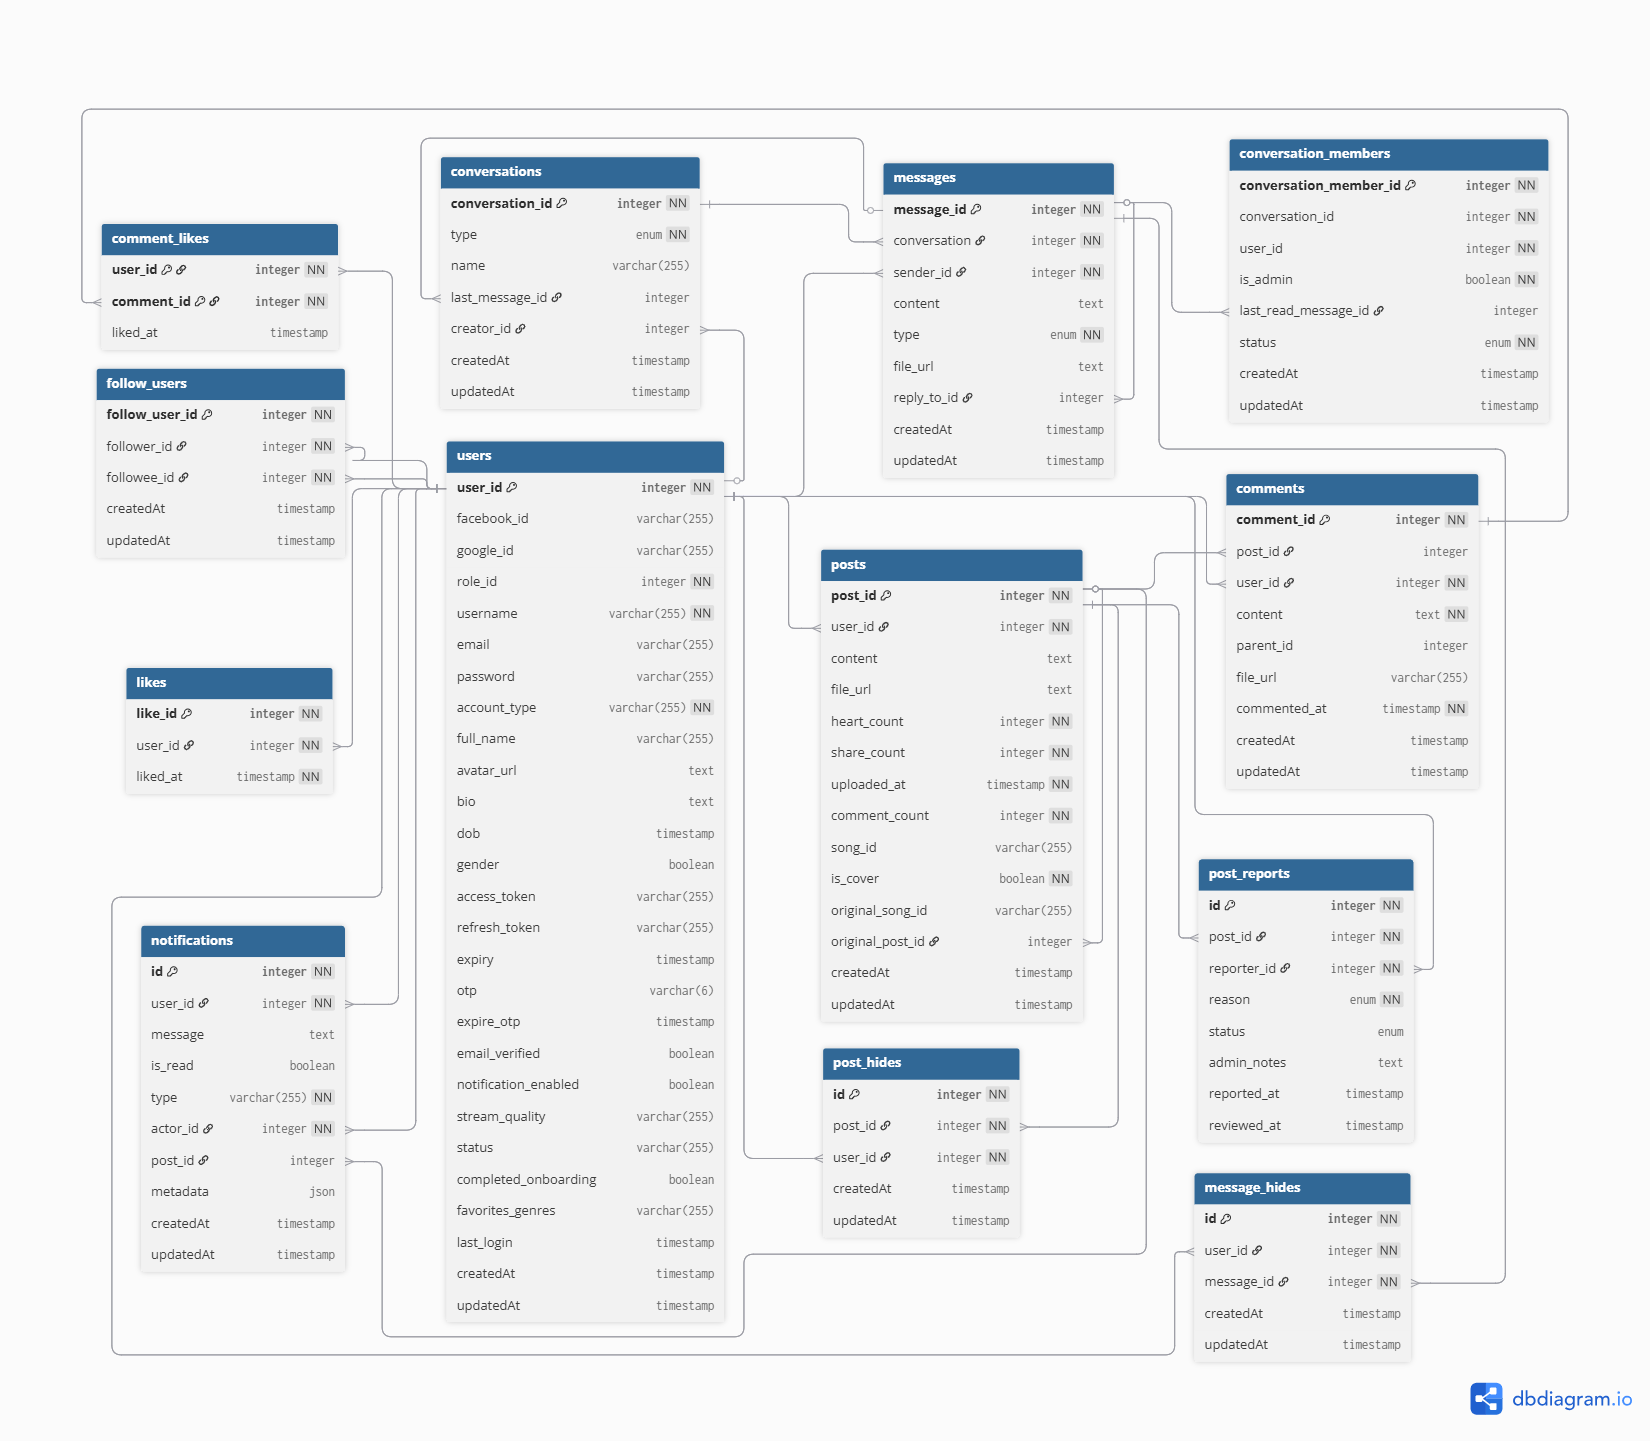 conversations
conversation_id integer NN
type enum NN
name varchar(255)
last_message_id integer
creator_id integer
createdAt timestamp
updatedAt timestamp
messages
message_id integer NN
conversation integer NN
sender_id integer NN
content text
type enum NN
file_url text
reply_to_id integer
createdAt timestamp
updatedAt timestamp
conversation_members
conversation_member_id integer NN
conversation_id integer NN
user_id integer NN
is_admin boolean NN
last_read_message_id integer
status enum NN
createdAt timestamp
updatedAt timestamp
comment_likes
user_id integer NN
comment_id integer NN
liked_at timestamp
follow_users
follow_user_id integer NN
follower_id integer NN
followee_id integer NN
createdAt timestamp
updatedAt timestamp
users
user_id integer NN
facebook_id varchar(255)
google_id varchar(255)
role_id integer NN
username varchar(255) NN
email varchar(255)
password varchar(255)
account_type varchar(255) NN
full_name varchar(255)
avatar_url text
bio text
dob timestamp
gender boolean
access_token varchar(255)
refresh_token varchar(255)
expiry timestamp
otp varchar(6)
expire_otp timestamp
email_verified boolean
notification_enabled boolean
stream_quality varchar(255)
status varchar(255)
completed_onboarding boolean
favorites_genres varchar(255)
last_login timestamp
createdAt timestamp
updatedAt timestamp
comments
comment_id integer NN
post_id integer
user_id integer NN
content text NN
parent_id integer
file_url varchar(255)
commented_at timestamp NN
createdAt timestamp
updatedAt timestamp
posts
post_id integer NN
user_id integer NN
content text
file_url text
heart_count integer NN
share_count integer NN
uploaded_at timestamp NN
comment_count integer NN
song_id varchar(255)
is_cover boolean NN
original_song_id varchar(255)
original_post_id integer
createdAt timestamp
updatedAt timestamp
likes
like_id integer NN
user_id integer NN
liked_at timestamp NN
post_reports
id integer NN
post_id integer NN
reporter_id integer NN
reason enum NN
status enum
admin_notes text
reported_at timestamp
reviewed_at timestamp
notifications
id integer NN
user_id integer NN
message text
is_read boolean
type varchar(255) NN
actor_id integer NN
post_id integer
metadata json
createdAt timestamp
updatedAt timestamp
post_hides
id integer NN
post_id integer NN
user_id integer NN
createdAt timestamp
updatedAt timestamp
message_hides
id integer NN
user_id integer NN
message_id integer NN
createdAt timestamp
updatedAt timestamp
dbdiagram.io